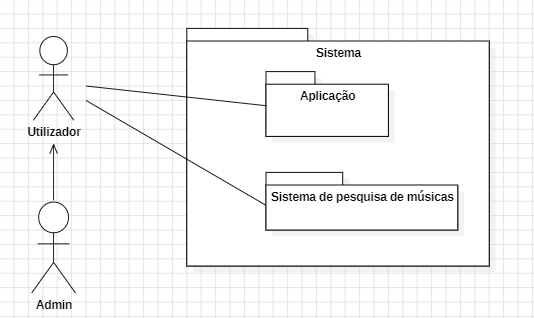 Sistema
Aplicação
Utilizador
Sistema de pesquisa de músicas
Admin